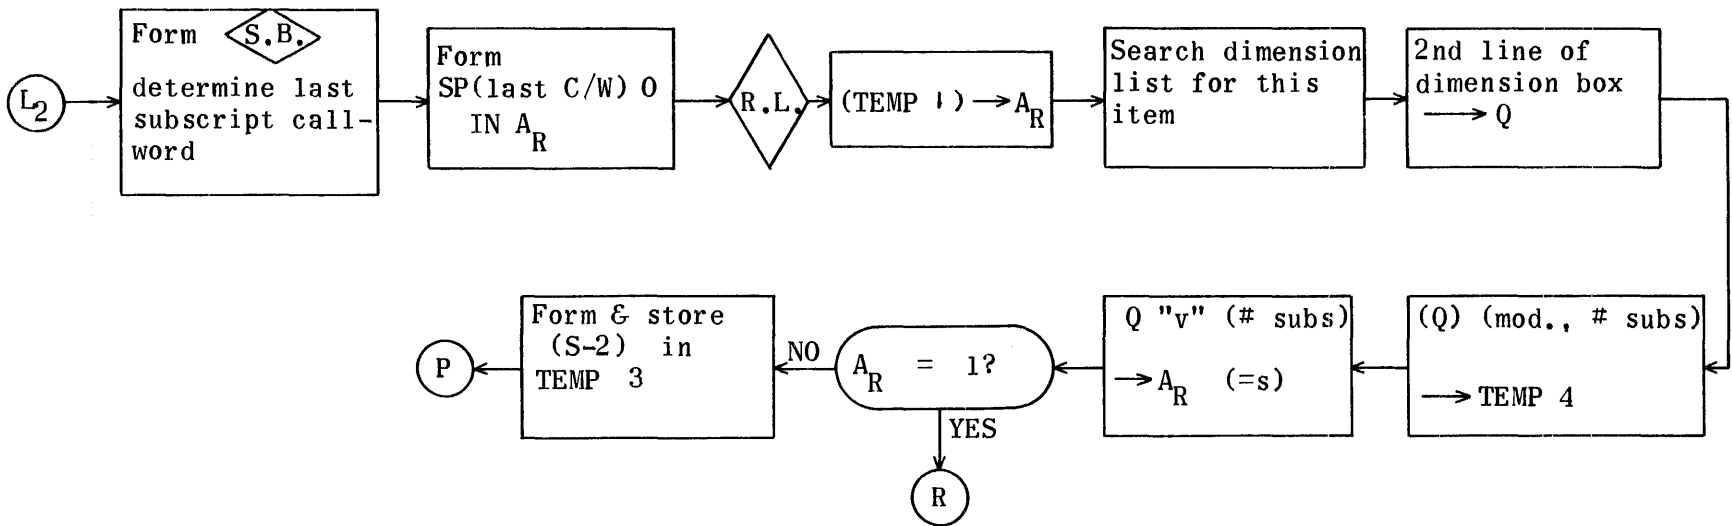 L2
Form S.B.
determine last
subscript call-
word
Form
SP(last C/W) 0
IN AR
R.L.
(TEMP ↓) → AR
Search dimension
list for this
item
2nd line of
dimension box
→ Q
(Q) (mod., # subs)
→ TEMP 4
Q "v" (# subs)
→ AR (=s)
AR = 1?
NO
YES
Form & store
(S-2) in
TEMP 3
P
R